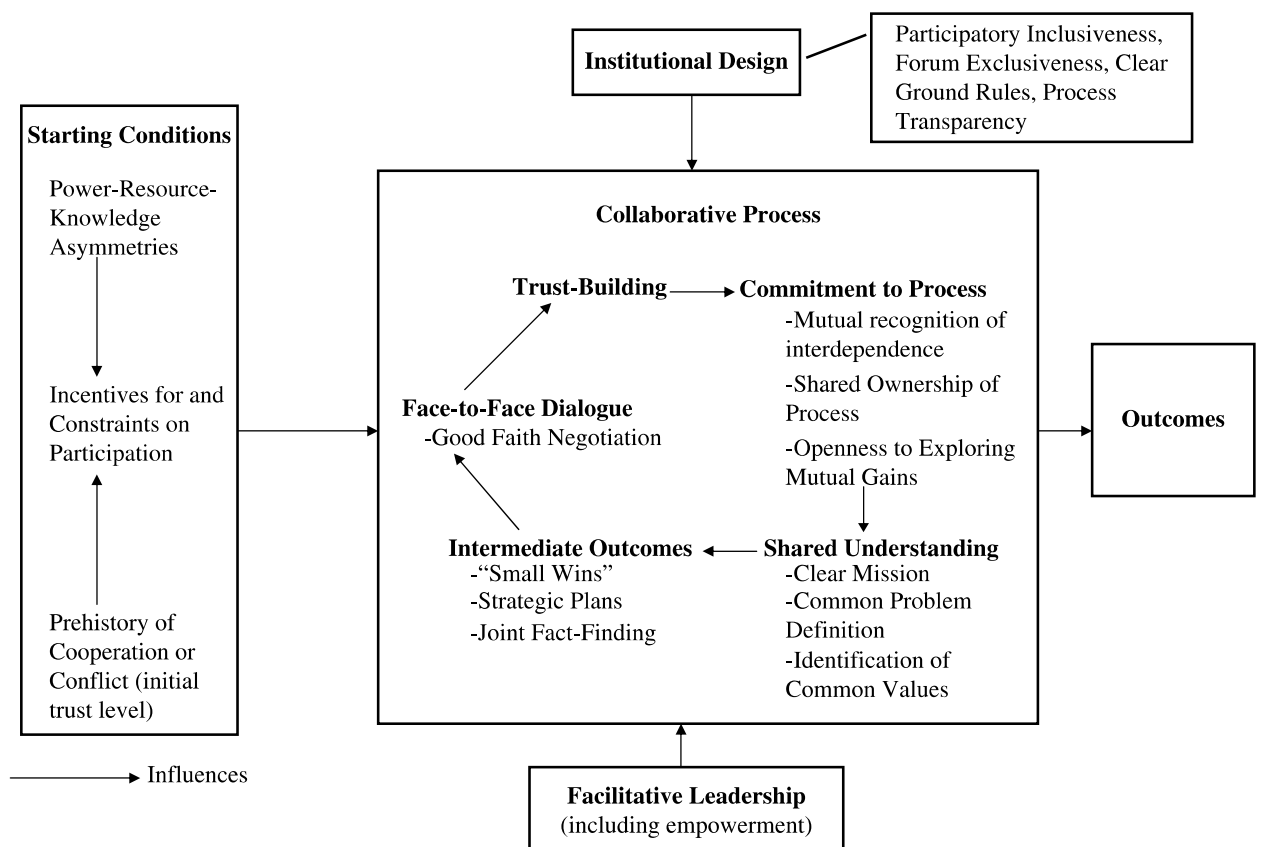 Institutional Design
Participatory Inclusiveness,
Forum Exclusiveness, Clear
Ground Rules, Process
Transparency
Starting Conditions
Power-Resource-
Knowledge
Asymmetries
Incentives for and
Constraints on
Participation
Prehistory of
Cooperation or
Conflict (initial
trust level)
Influences
Collaborative Process
Trust-Building
Commitment to Process
-Mutual recognition of
interdependence
-Shared Ownership of
Process
-Openness to Exploring
Mutual Gains
Face-to-Face Dialogue
-Good Faith Negotiation
Intermediate Outcomes
-“Small Wins”
-Strategic Plans
-Joint Fact-Finding
Shared Understanding
-Clear Mission
-Common Problem
Definition
-Identification of
Common Values
Outcomes
Facilitative Leadership
(including empowerment)